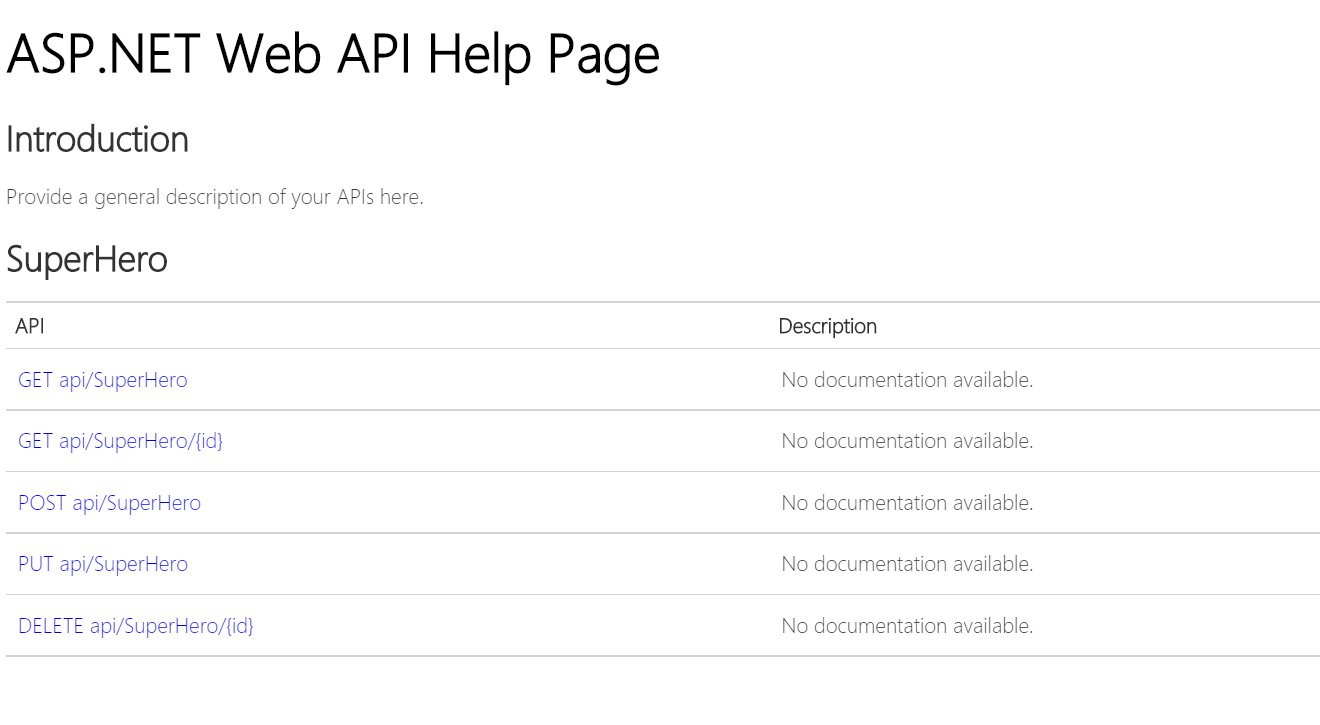 ASP.NET Web API Help Page
Introduction
Provide a general description of your APIs here.
SuperHero
API Description
GET api/SuperHero No documentation available.
GET api/SuperHero/{id} No documentation available.
POST api/SuperHero No documentation available.
PUT api/SuperHero No documentation available.
DELETE api/SuperHero/{id} No documentation available.